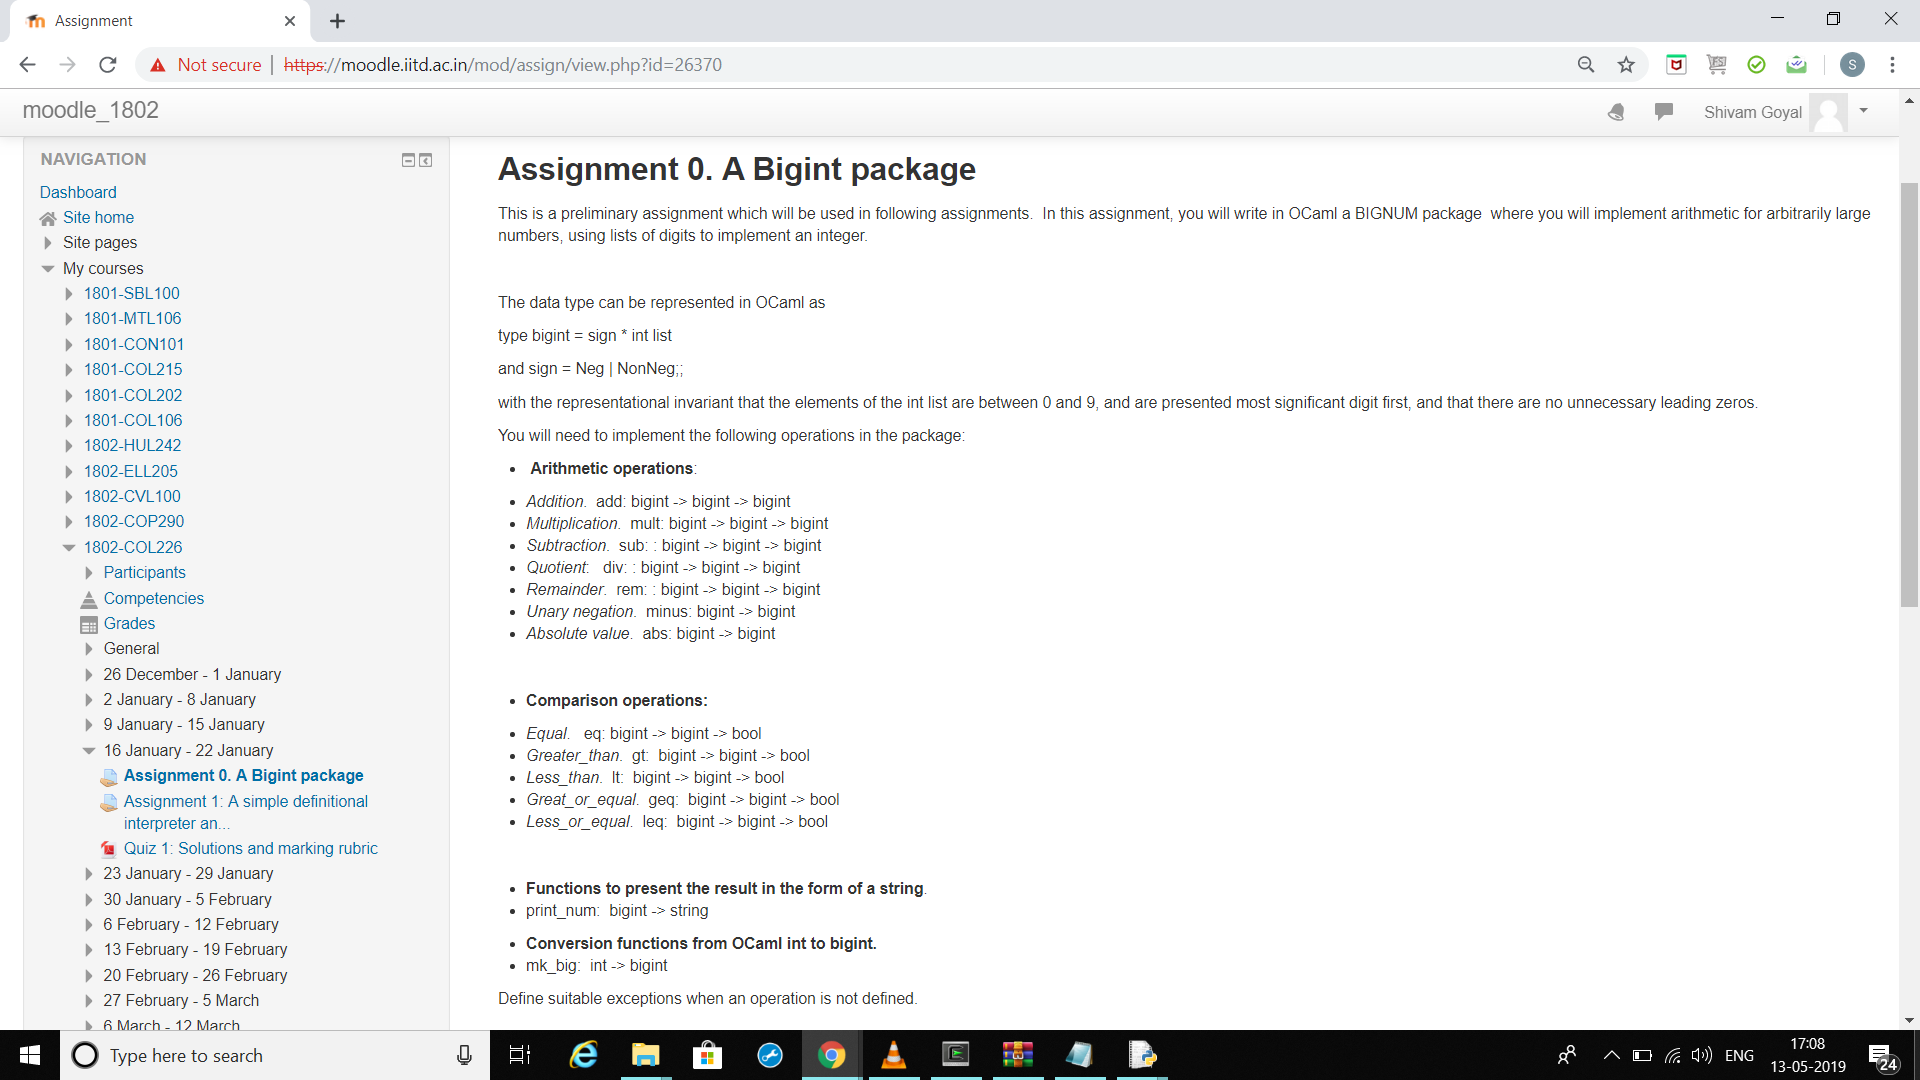 Assignment
Not secure | https://moodle.iitd.ac.in/mod/assign/view.php?id=26370
S
moodle_1802
Shivam Goyal
NAVIGATION
Dashboard
Site home
Site pages
My courses
1801-SBL100
1801-MTL106
1801-CON101
1801-COL215
1801-COL202
1801-COL106
1802-HUL242
1802-ELL205
1802-CVL100
1802-COP290
1802-COL226
Participants
Competencies
Grades
General
26 December - 1 January
2 January - 8 January
9 January - 15 January
16 January - 22 January
Assignment 0. A Bigint package
Assignment 1: A simple definitional
interpreter an...
Quiz 1: Solutions and marking rubric
23 January - 29 January
30 January - 5 February
6 February - 12 February
13 February - 19 February
20 February - 26 February
27 February - 5 March
6 March - 12 March
Assignment 0. A Bigint package
This is a preliminary assignment which will be used in following assignments.  In this assignment, you will write in OCaml a BIGNUM package  where you will implement arithmetic for arbitrarily large
numbers, using lists of digits to implement an integer.
The data type can be represented in OCaml as
type bigint = sign * int list
and sign = Neg | NonNeg;;
with the representational invariant that the elements of the int list are between 0 and 9, and are presented most significant digit first, and that there are no unnecessary leading zeros.
You will need to implement the following operations in the package:
• Arithmetic operations:
• Addition.  add: bigint -> bigint -> bigint
• Multiplication.  mult: bigint -> bigint -> bigint
• Subtraction.  sub: : bigint -> bigint -> bigint
• Quotient:   div: : bigint -> bigint -> bigint
• Remainder.  rem: : bigint -> bigint -> bigint
• Unary negation.  minus: bigint -> bigint
• Absolute value.  abs: bigint -> bigint
• Comparison operations:
• Equal.   eq: bigint -> bigint -> bool
• Greater_than.  gt:  bigint -> bigint -> bool
• Less_than.  lt:  bigint -> bigint -> bool
• Great_or_equal.  geq:  bigint -> bigint -> bool
• Less_or_equal.  leq:  bigint -> bigint -> bool
• Functions to present the result in the form of a string.
• print_num:  bigint -> string
• Conversion functions from OCaml int to bigint.
• mk_big:  int -> bigint
Define suitable exceptions when an operation is not defined.
Type here to search
ENG
17:08
13-05-2019
24